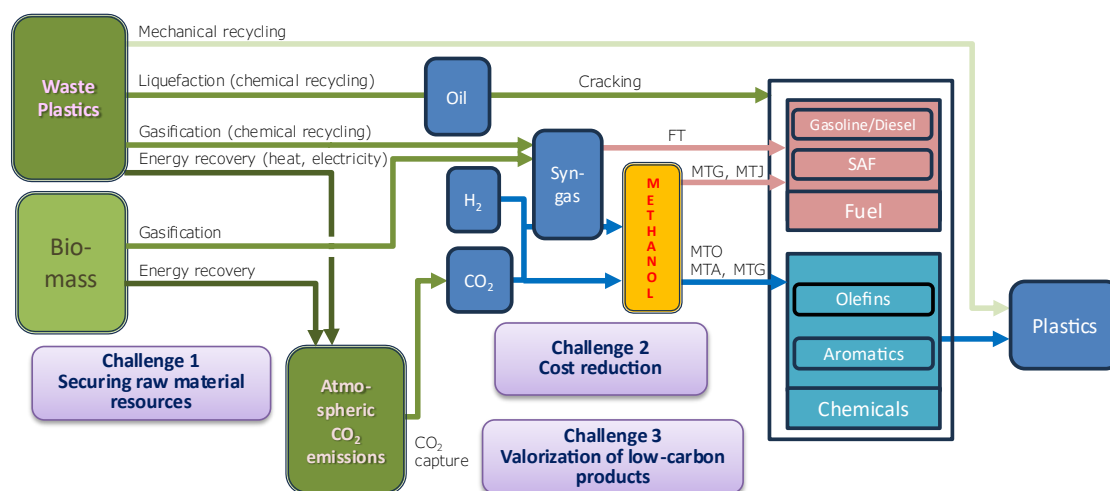 Mechanical recycling
Waste
Plastics
Liquefaction (chemical recycling)
Oil
Cracking
Gasification (chemical recycling)
Energy recovery (heat, electricity)
Syn-
gas
FT
Gasoline/Diesel
SAF
Fuel
H₂
METHANOL
MTG, MTJ
Bio-
mass
Gasification
Energy recovery
CO₂
MTO
MTA, MTG
Olefins
Aromatics
Chemicals
Plastics
Challenge 1
Securing raw material
resources
Challenge 2
Cost reduction
Atmo-
spheric
CO₂
emissions
CO₂
capture
Challenge 3
Valorization of low-carbon
products